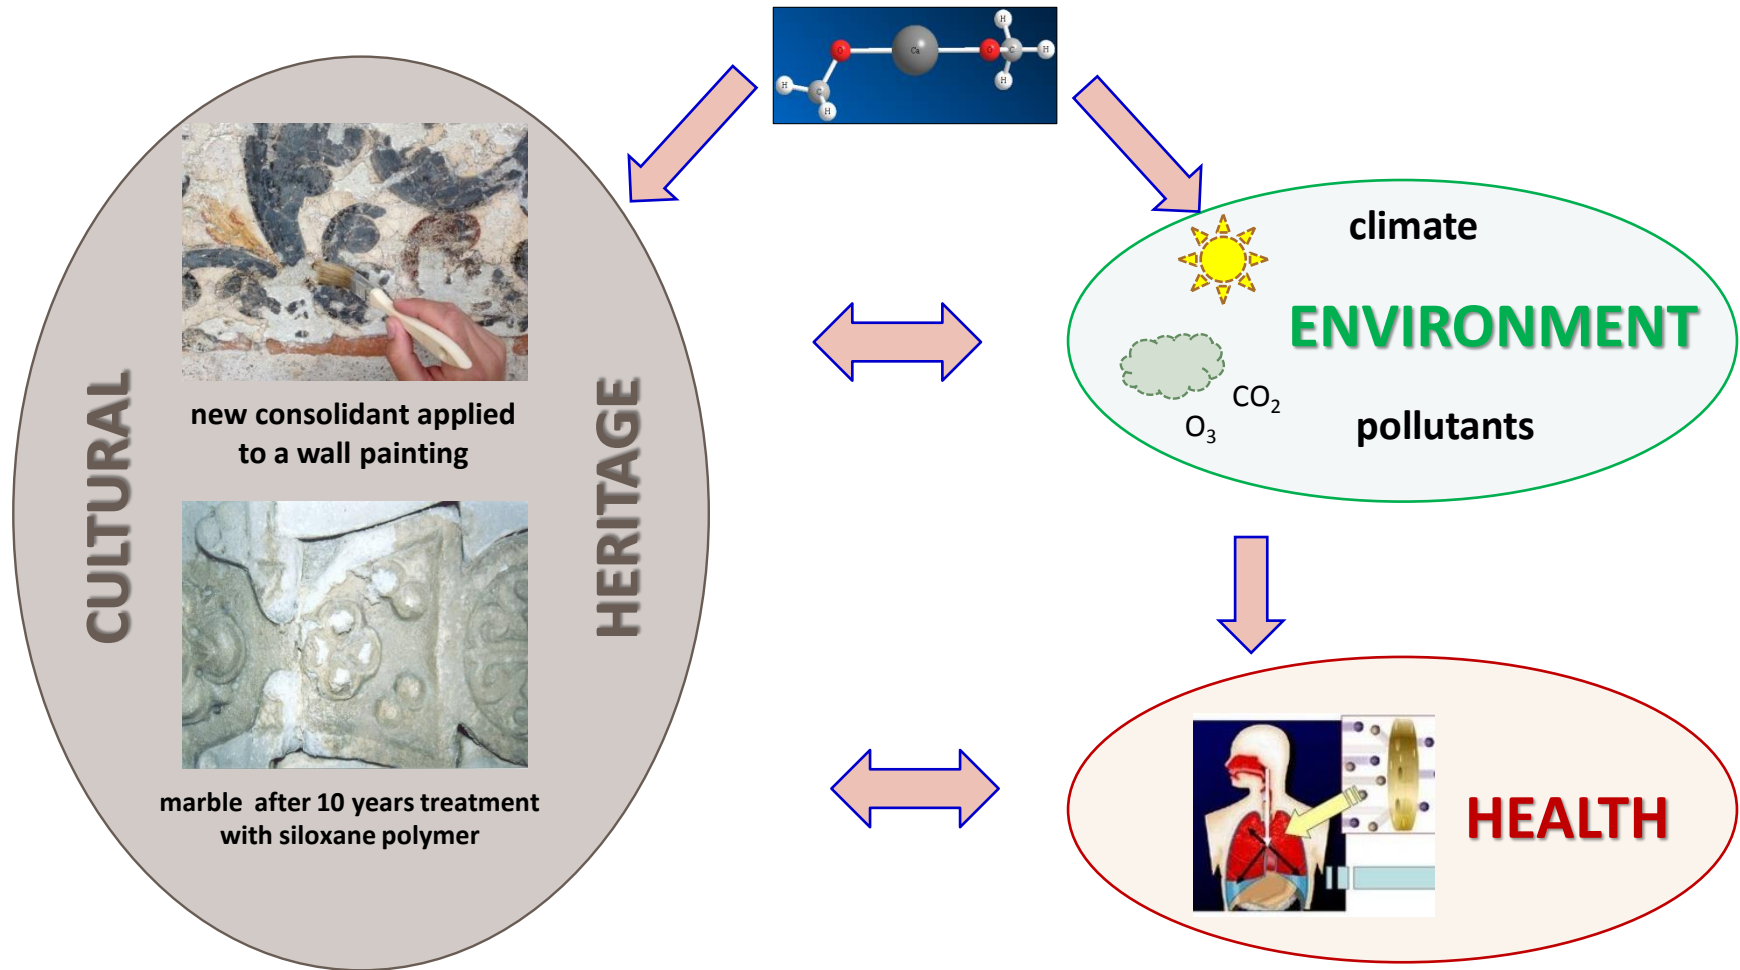 H
O
Ca
O
C
H
H
C
H
H
climate
ENVIRONMENT
CO₂
O₃
pollutants
CULTURAL
HERITAGE
new consolidant applied
to a wall painting
marble after 10 years treatment
with siloxane polymer
HEALTH